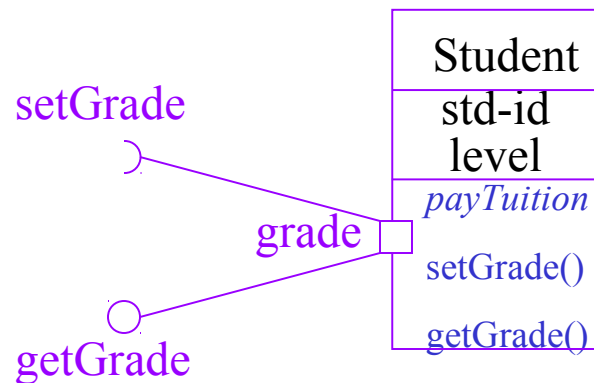 Student
setGrade
std-id
level
payTuition
grade
setGrade()
getGrade()
getGrade